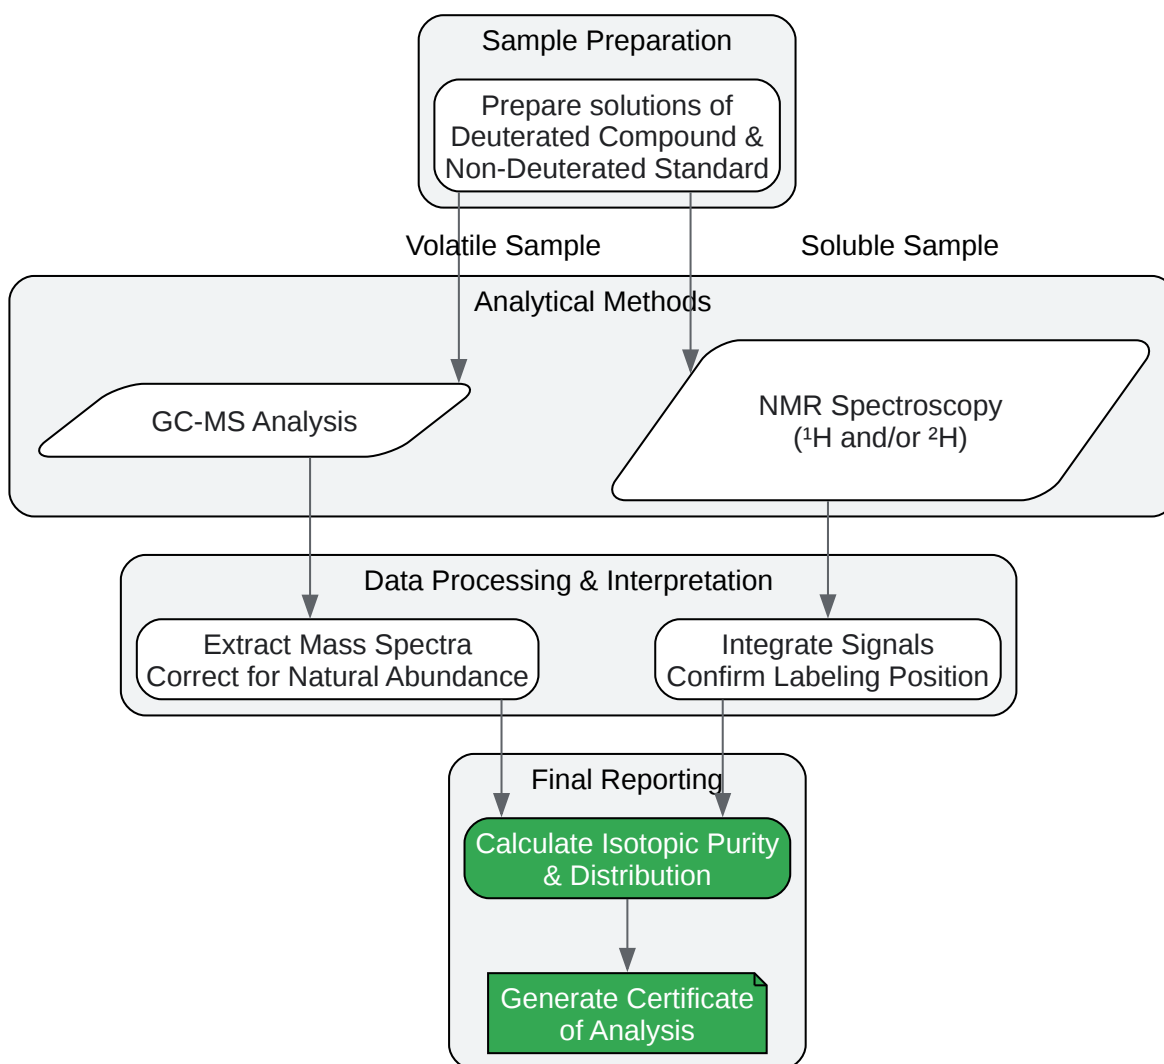 Sample Preparation
Prepare solutions of
Deuterated Compound &
Non-Deuterated Standard
Volatile Sample
Soluble Sample
Analytical Methods
GC-MS Analysis
NMR Spectroscopy
(¹H and/or ²H)
Data Processing & Interpretation
Extract Mass Spectra
Correct for Natural Abundance
Integrate Signals
Confirm Labeling Position
Final Reporting
Calculate Isotopic Purity
& Distribution
Generate Certificate
of Analysis